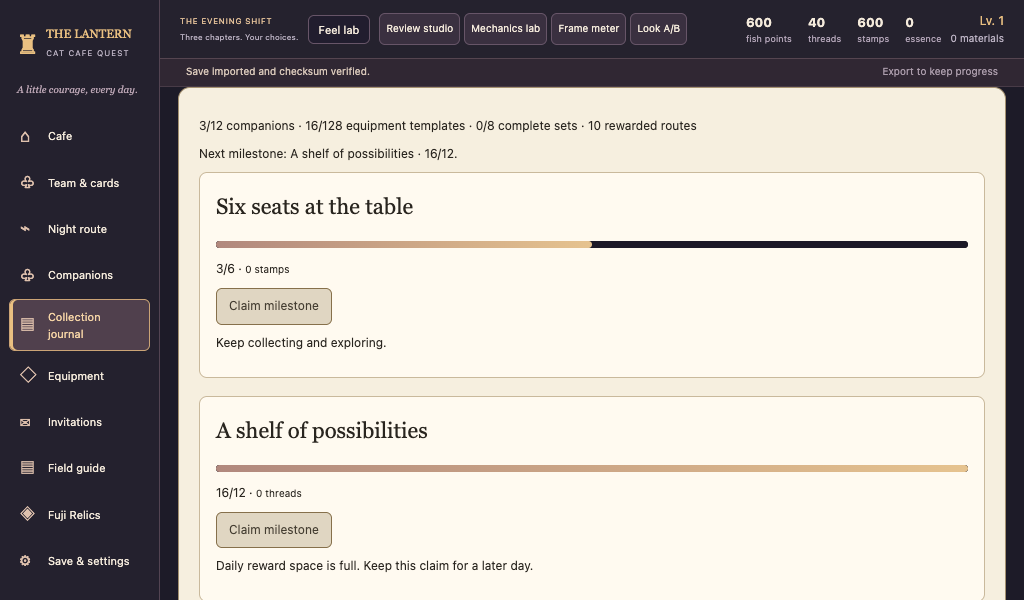 THE LANTERN
CAT CAFE QUEST
A little courage, every day.
Cafe
Team & cards
Night route
Companions
Collection
journal
Equipment
Invitations
Field guide
Fuji Relics
Save & settings
THE EVENING SHIFT
Three chapters. Your choices.
Feel lab
Review studio
Mechanics lab
Frame meter
Look A/B
600
fish points
40
threads
600
stamps
0
essence
Lv. 1
0 materials
Save imported and checksum verified.
Export to keep progress
3/12 companions · 16/128 equipment templates · 0/8 complete sets · 10 rewarded routes
Next milestone: A shelf of possibilities · 16/12.
Six seats at the table
3/6 · 0 stamps
Claim milestone
Keep collecting and exploring.
A shelf of possibilities
16/12 · 0 threads
Claim milestone
Daily reward space is full. Keep this claim for a later day.